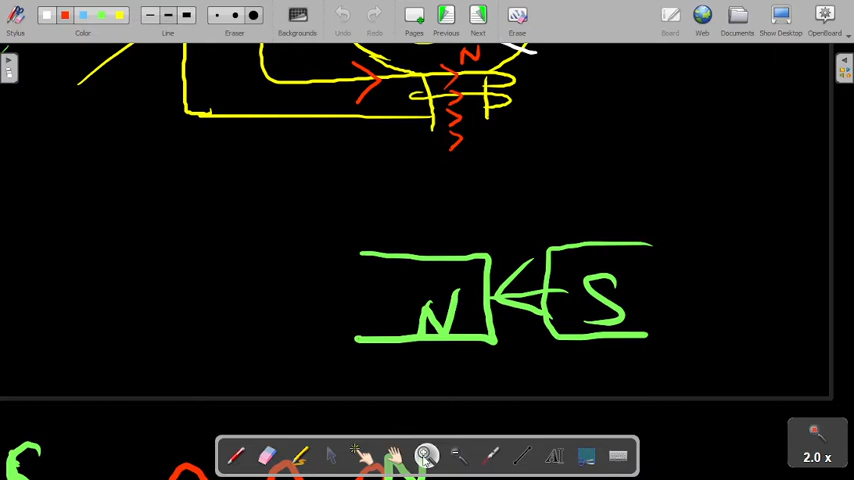 Stylus Color Line Eraser Backgrounds Undo Redo Pages Previous Next Erase Board Web Documents Show Desktop OpenBoard
N
N S
S N
2.0 x